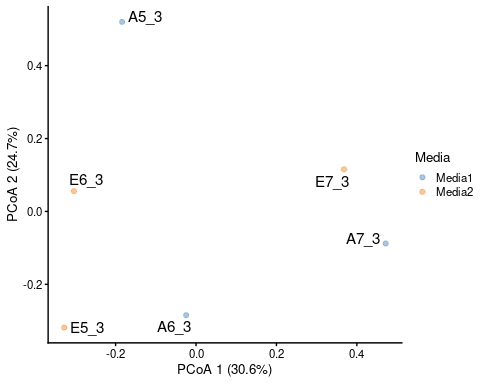 A5_3
0.4
Media
Media1
Media2
0.2
E6_3
E7_3
PCoA 2 (24.7%)
0.0
A7_3
-0.2
E5_3
A6_3
-0.2
0.0
0.2
0.4
PCoA 1 (30.6%)